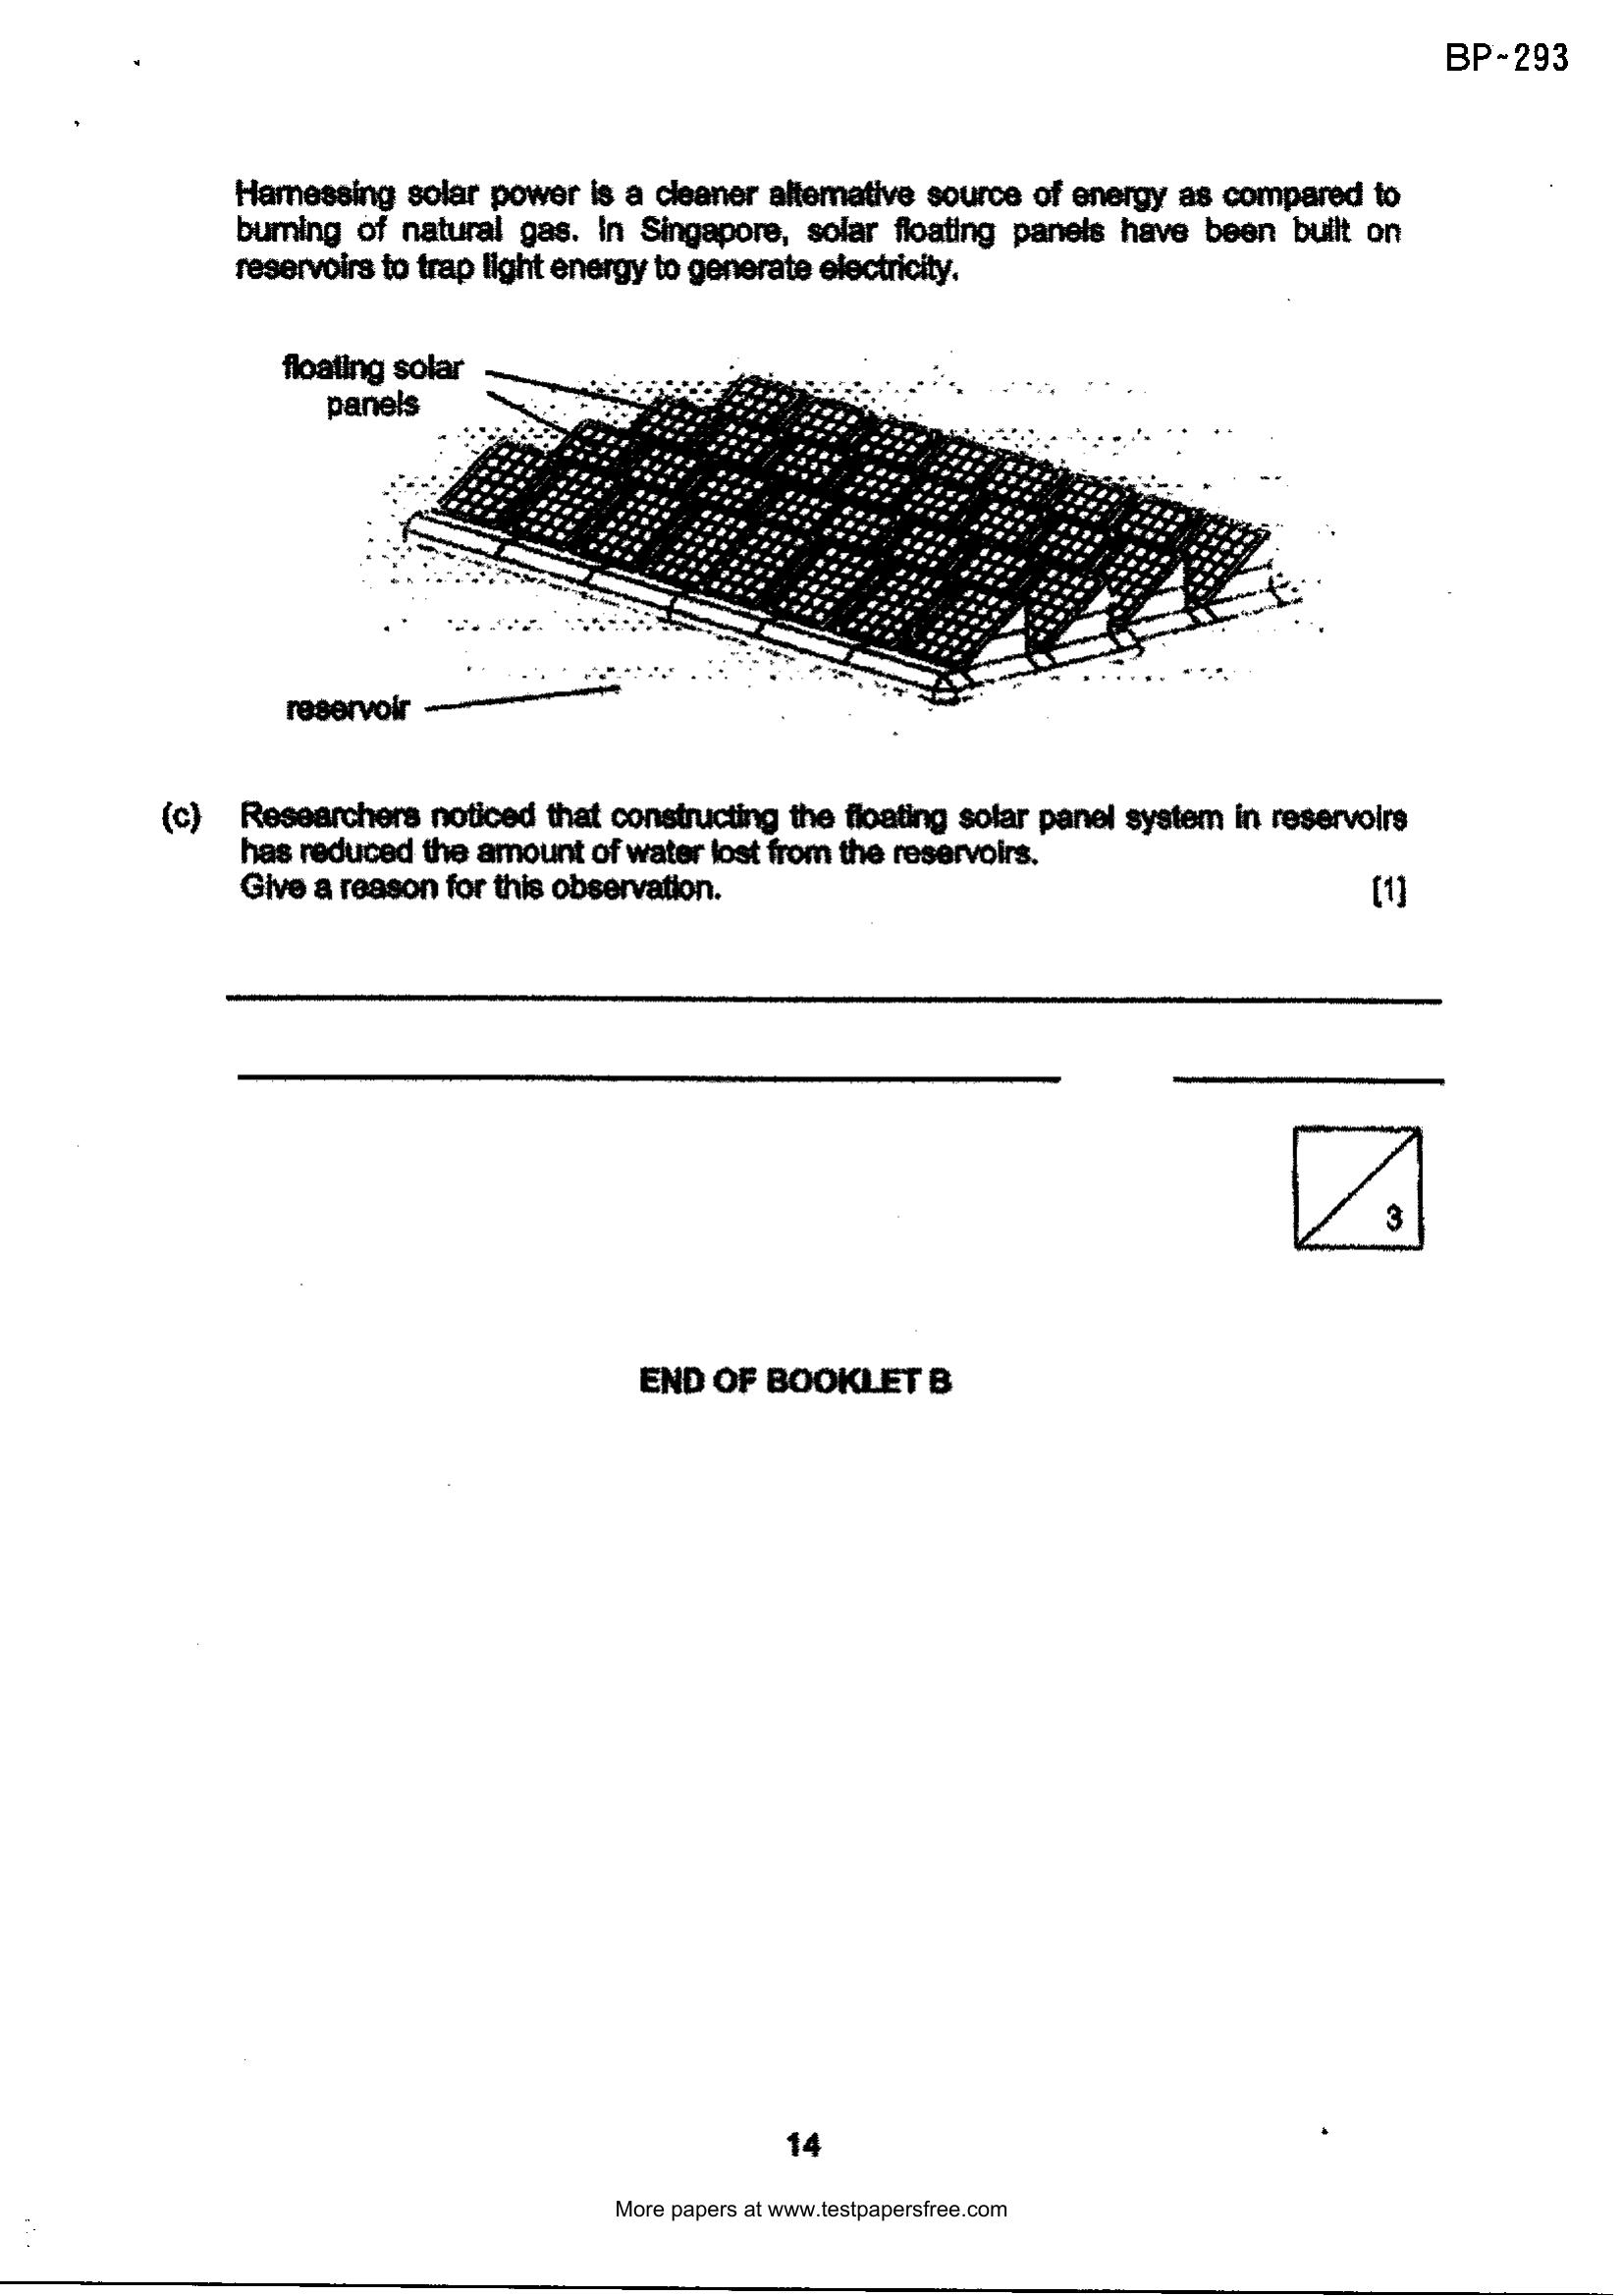 BP-293
Harnessing solar power is a cleaner alternative source of energy as compared to
burning of natural gas. In Singapore, solar floating panels have been built on
reservoirs to trap light energy to generate electricity.
floating solar
panels
reservoir
(c) Researchers noticed that constructing the floating solar panel system in reservoirs
has reduced the amount of water lost from the reservoirs.
Give a reason for this observation. [1]
3
END OF BOOKLET B
14
More papers at www.testpapersfree.com